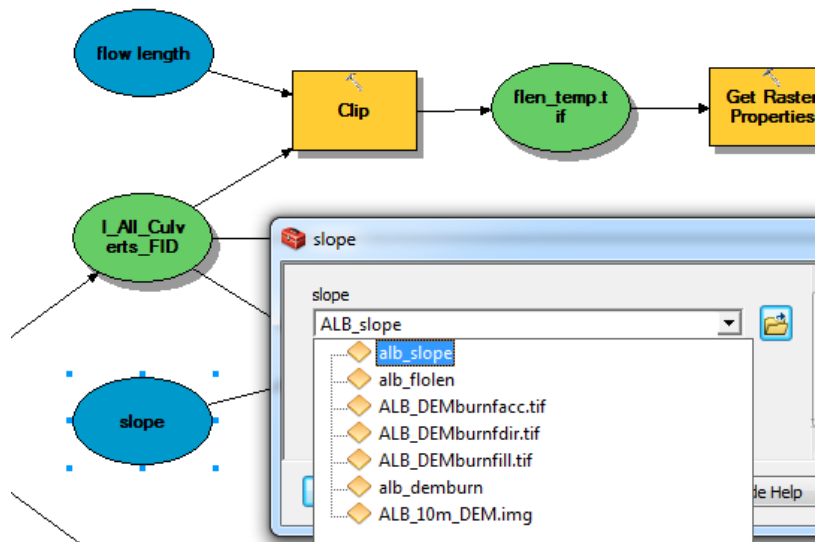 flow length
Clip
flen_temp.t
if
Get Raster
Properties
I_All_Culv
erts_FID
slope
slope
ALB_slope
alb_slope
alb_flolen
ALB_DEMburnfacc.tif
ALB_DEMburnfdir.tif
ALB_DEMburnfill.tif
alb_demburn
ALB_10m_DEM.img
slope
de Help